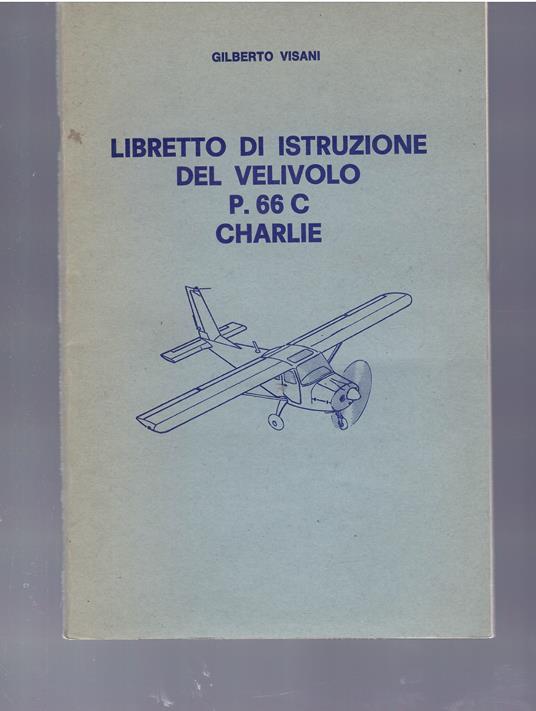 GILBERTO VISANI
LIBRETTO DI ISTRUZIONE
DEL VELIVOLO
P. 66 C
CHARLIE